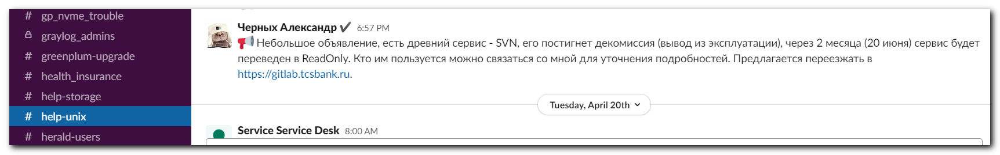 # gp_nvme_trouble
graylog_admins
# greenplum-upgrade
# health_insurance
# help-storage
# help-unix
# herald-users
Черных Александр ✔ 6:57 PM
Небольшое объявление, есть древний сервис - SVN, его постигнет декомиссия (вывод из эксплуатации), через 2 месяца (20 июня) сервис будет
переведен в ReadOnly. Кто им пользуется можно связаться со мной для уточнения подробностей. Предлагается переезжать в
https://gitlab.tcsbank.ru.
Tuesday, April 20th
Service Service Desk 8:00 AM